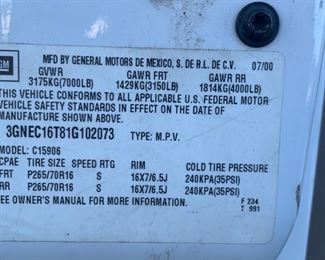 GM
MFD BY GENERAL MOTORS DE MEXICO, S. DE R.L. DE C.V. 07/00
GVWR GAWR FRT GAWR RR
3175KG(7000LB) 1429KG(3150LB) 1814KG(4000LB)
THIS VEHICLE CONFORMS TO ALL APPLICABLE U.S. FEDERAL MOTOR
VEHICLE SAFETY STANDARDS IN EFFECT ON THE DATE OF
MANUFACTURE SHOWN ABOVE.
3GNEC16T81G102073 TYPE: M.P.V.
MODEL: C15906
CPAE TIRE SIZE SPEED RTG RIM COLD TIRE PRESSURE
FRT P265/70R16 S 16X7/6.5J 240KPA(35PSI)
RR P265/70R16 S 16X7/6.5J 240KPA(35PSI)
SEE OWNER'S MANUAL FOR MORE INFORMATION.
F 234
T 991